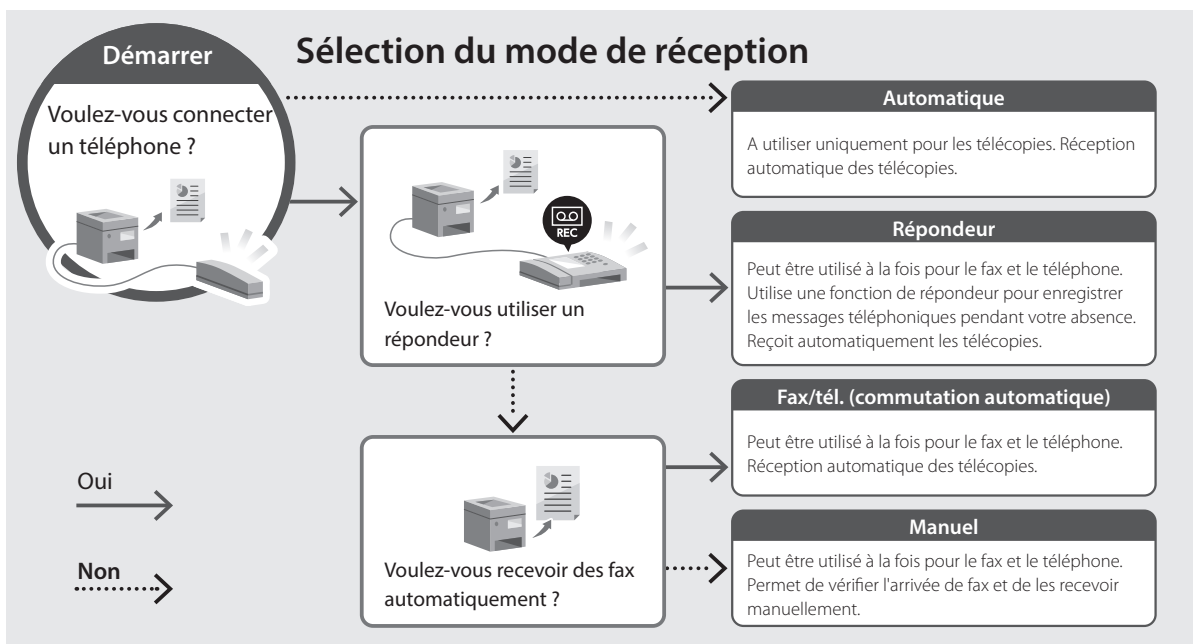 Démarrer
Sélection du mode de réception
Voulez-vous connecter
un téléphone ?
Automatique
A utiliser uniquement pour les télécopies. Réception
automatique des télécopies.
REC
Voulez-vous utiliser un
répondeur ?
Répondeur
Peut être utilisé à la fois pour le fax et le téléphone.
Utilise une fonction de répondeur pour enregistrer
les messages téléphoniques pendant votre absence.
Reçoit automatiquement les télécopies.
Fax/tél. (commutation automatique)
Peut être utilisé à la fois pour le fax et le téléphone.
Réception automatique des télécopies.
Voulez-vous recevoir des fax
automatiquement ?
Manuel
Peut être utilisé à la fois pour le fax et le téléphone.
Permet de vérifier l'arrivée de fax et de les recevoir
manuellement.
Oui
Non